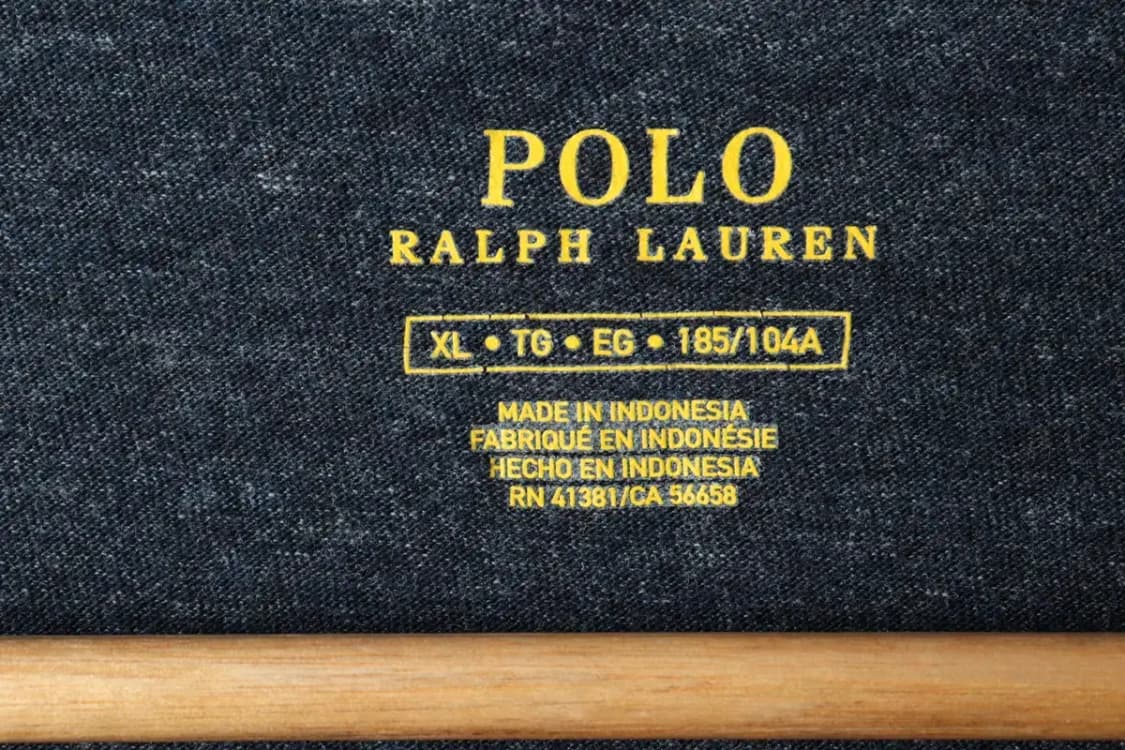 POLO
RALPH LAUREN
XL • TG • EG • 185/104A
MADE IN INDONESIA
FABRIQUÉ EN INDONÉSIE
HECHO EN INDONESIA
RN 41381/CA 56658